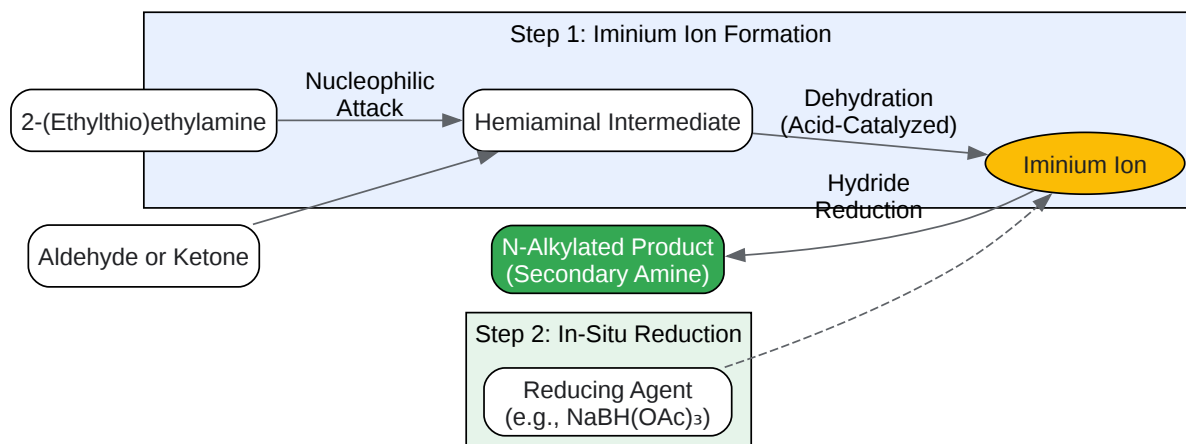 Step 1: Iminium Ion Formation
Nucleophilic
Attack
2-(Ethylthio)ethylamine
Hemiaminal Intermediate
Dehydration
(Acid-Catalyzed)
Iminium Ion
Hydride
Reduction
Aldehyde or Ketone
N-Alkylated Product
(Secondary Amine)
Step 2: In-Situ Reduction
Reducing Agent
(e.g., NaBH(OAc)₃)